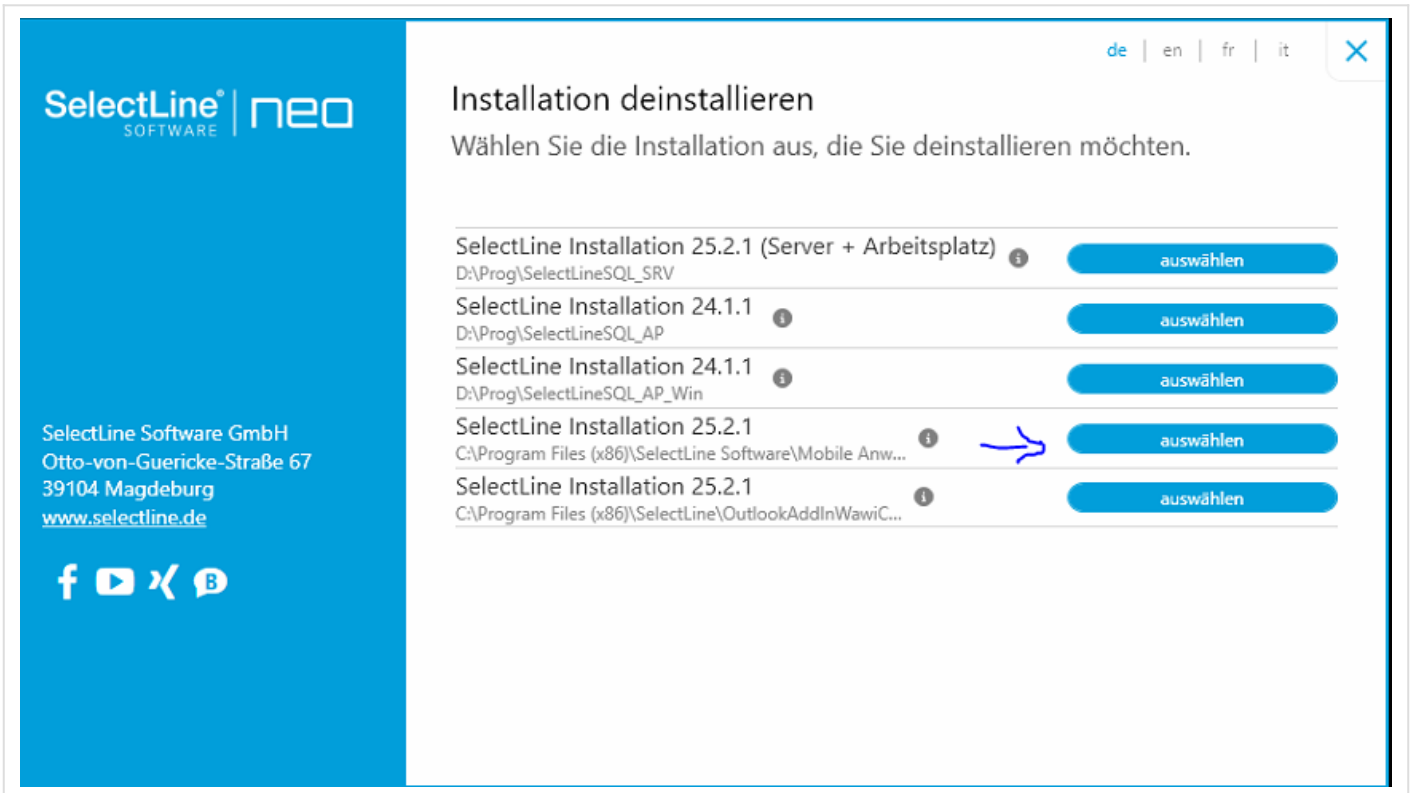 de | en | fr | it
SelectLine® | neo
SOFTWARE
Installation deinstallieren
Wählen Sie die Installation aus, die Sie deinstallieren möchten.
SelectLine Installation 25.2.1 (Server + Arbeitsplatz)
D:\Prog\SelectLineSQL_SRV
auswählen
SelectLine Installation 24.1.1
D:\Prog\SelectLineSQL_AP
auswählen
SelectLine Installation 24.1.1
D:\Prog\SelectLineSQL_AP_Win
auswählen
SelectLine Installation 25.2.1
C:\Program Files (x86)\SelectLine Software\Mobile Anw...
auswählen
SelectLine Installation 25.2.1
C:\Program Files (x86)\SelectLine\OutlookAddInWawiC...
auswählen
SelectLine Software GmbH
Otto-von-Guericke-Straße 67
39104 Magdeburg
www.selectline.de